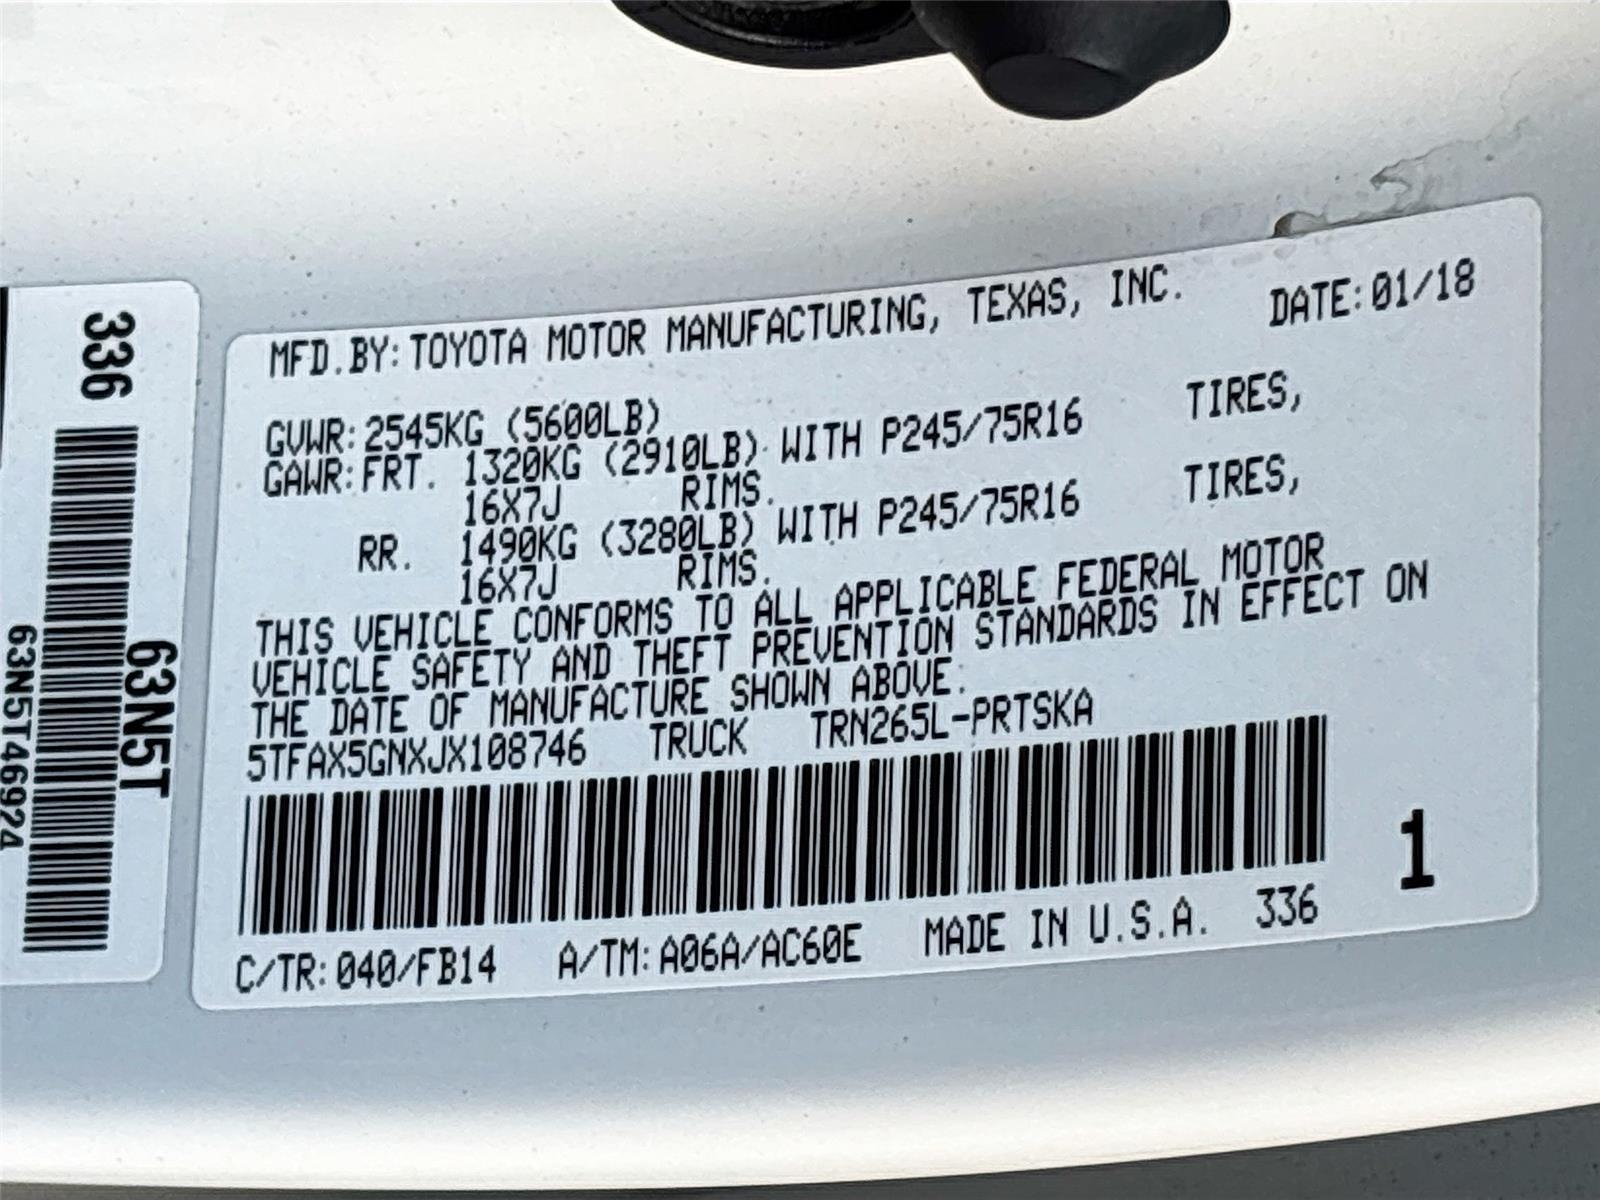 MFD.BY: TOYOTA MOTOR MANUFACTURING, TEXAS, INC. DATE: 01/18
GVWR: 2545KG (5600LB)
GAWR: FRT. 1320KG (2910LB) WITH P245/75R16 TIRES,
16X7J RIMS.
RR. 1490KG (3280LB) WITH P245/75R16 TIRES,
16X7J RIMS.
THIS VEHICLE CONFORMS TO ALL APPLICABLE FEDERAL MOTOR
VEHICLE SAFETY AND THEFT PREVENTION STANDARDS IN EFFECT ON
THE DATE OF MANUFACTURE SHOWN ABOVE.
5TFAX5GNXJX108746 TRUCK TRN265L-PRTSKA
1
C/TR: 040/FB14 A/TM: A06A/AC60E MADE IN U.S.A. 336
336
63N5T
63N5T46924